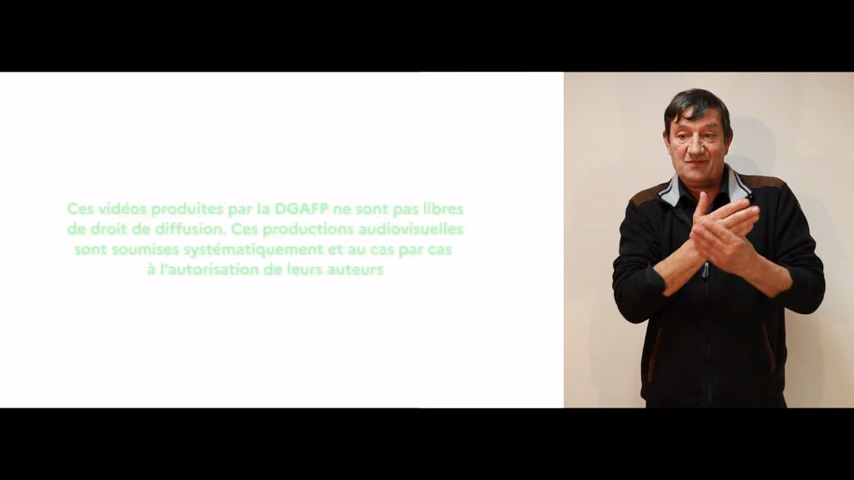 Ces vidéos produites par la DGAFP ne sont pas libres
de droit de diffusion. Ces productions audiovisuelles
sont soumises systématiquement et au cas par cas
à l'autorisation de leurs auteurs